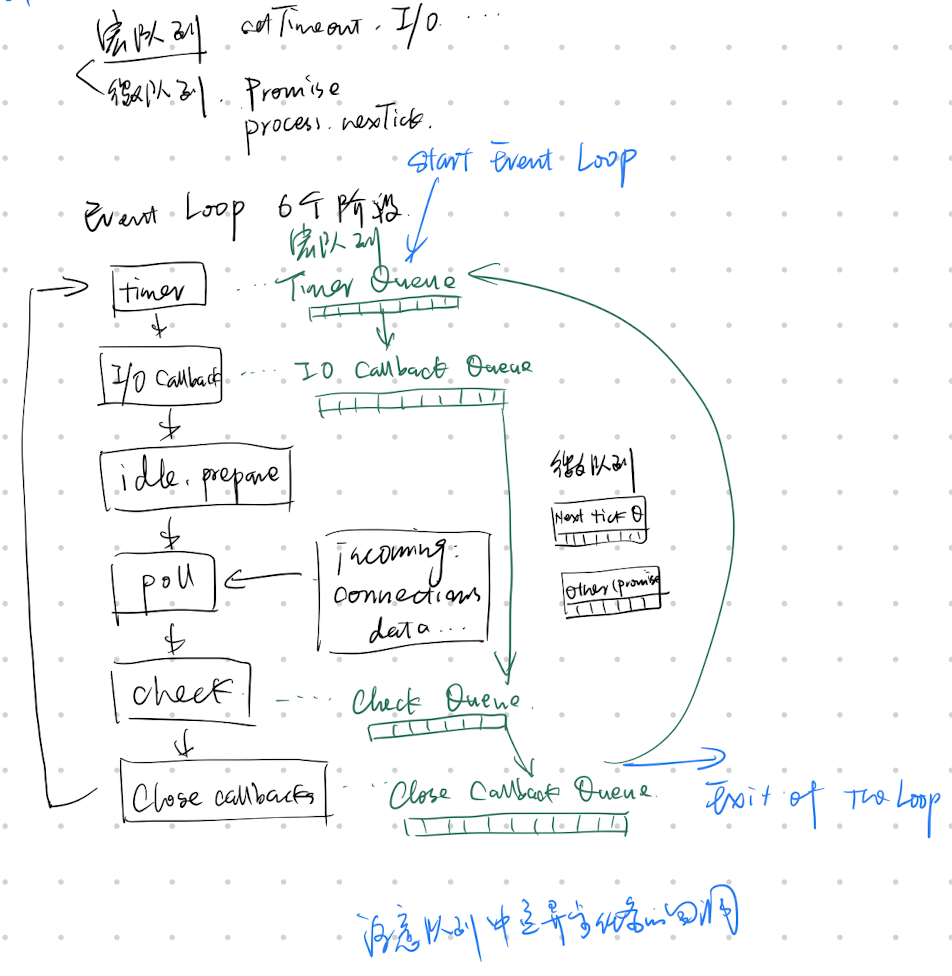 宏队列 setTimeout. I/O. ...
微队列. Promise
process.nextTick.
Start Event Loop
Event Loop 6个阶段.
宏队列
timer ... Timer Queue
I/O Callback .... IO Callback Queue
idle.prepare
微队列
Next tick Q
incoming:
poll connections
data...
Other(promise
check ..... Check Queue.
Close callbacks ... Close Callback Queue.
Exit of The Loop
注意队列中是异步任务的回调